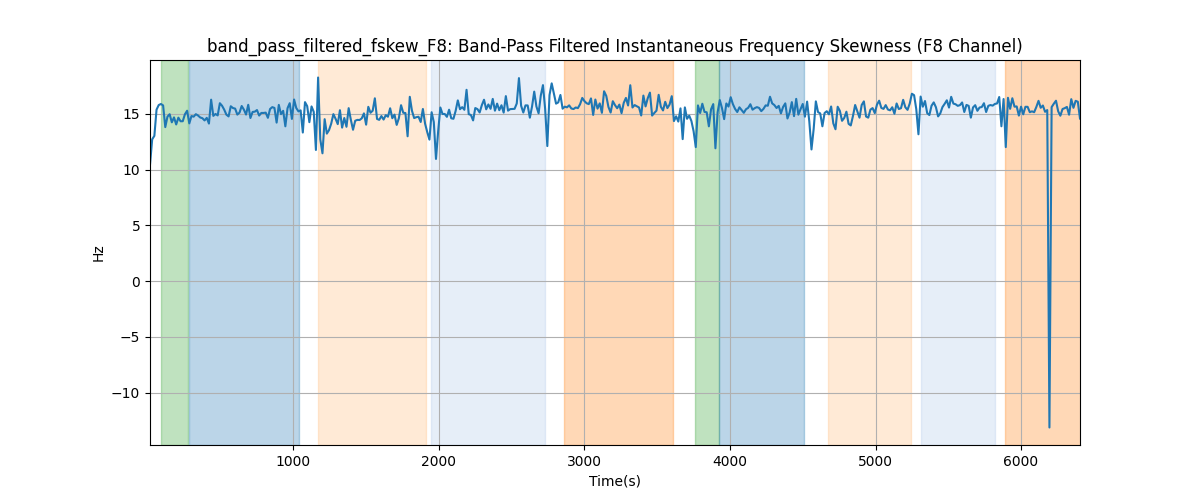 band_pass_filtered_fskew_F8: Band-Pass Filtered Instantaneous Frequency Skewness (F8 Channel)
15
10
5
0
−5
−10
Hz
1000 2000 3000 4000 5000 6000
Time(s)